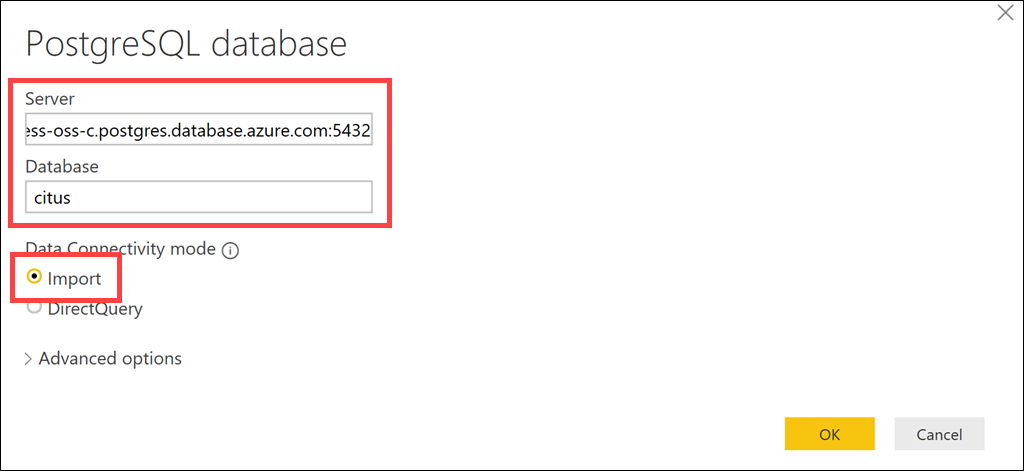 PostgreSQL database
Server
ess-oss-c.postgres.database.azure.com:5432
Database
citus
Data Connectivity mode
Import
DirectQuery
Advanced options
OK Cancel